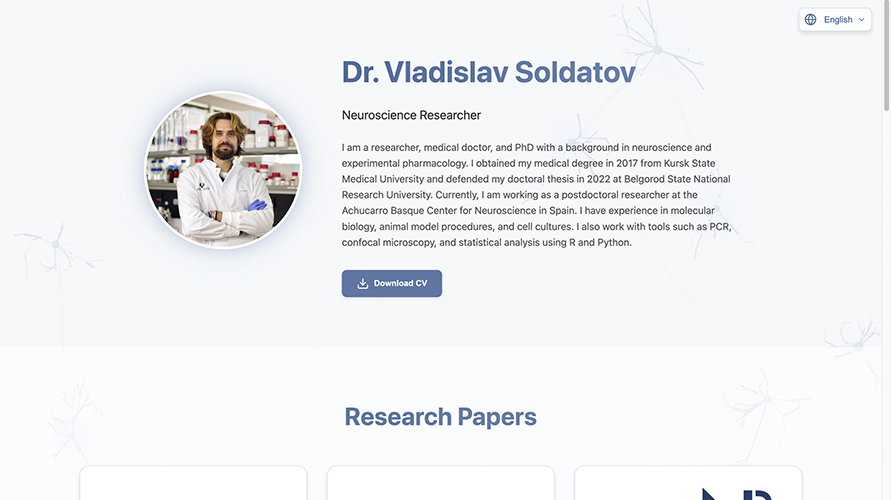 English
Dr. Vladislav Soldatov
Neuroscience Researcher
I am a researcher, medical doctor, and PhD with a background in neuroscience and
experimental pharmacology. I obtained my medical degree in 2017 from Kursk State
Medical University and defended my doctoral thesis in 2022 at Belgorod State National
Research University. Currently, I am working as a postdoctoral researcher at the
Achucarro Basque Center for Neuroscience in Spain. I have experience in molecular
biology, animal model procedures, and cell cultures. I also work with tools such as PCR,
confocal microscopy, and statistical analysis using R and Python.
Download CV
Research Papers